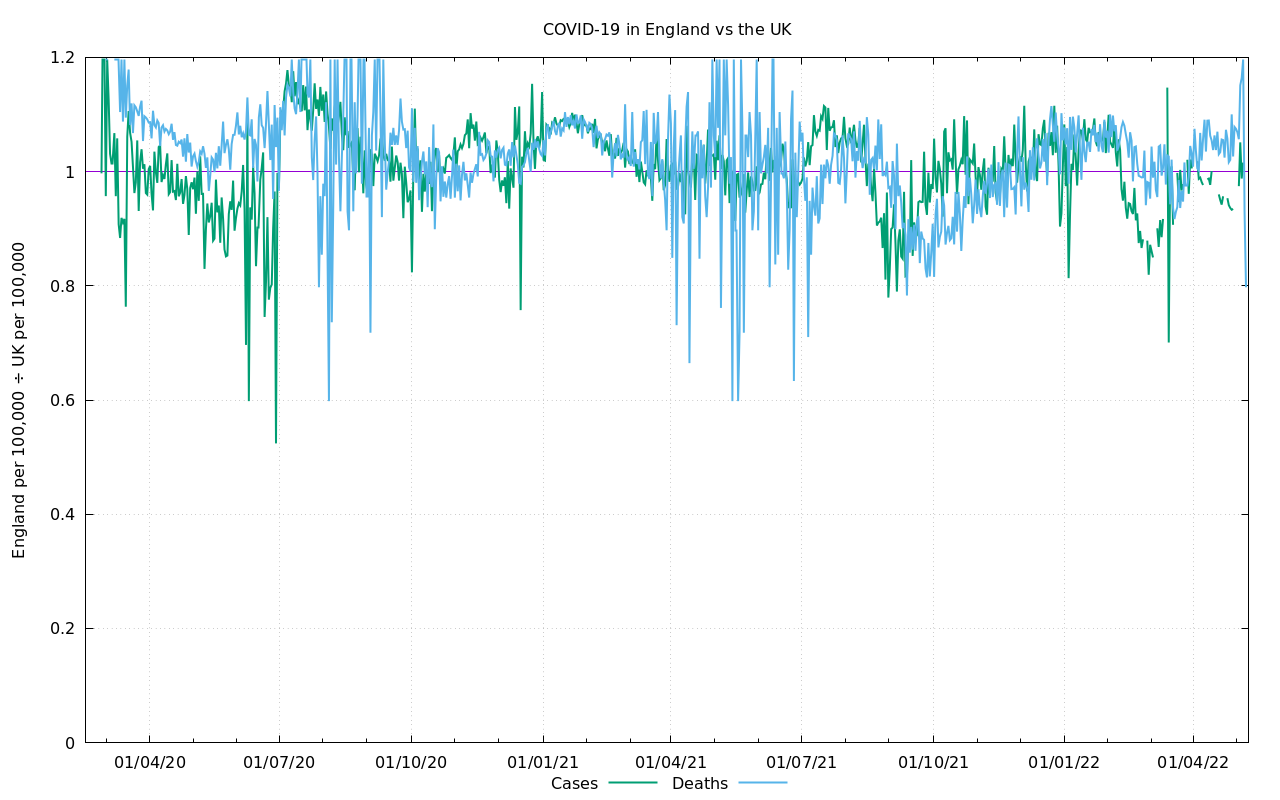 COVID-19 in England vs the UK
England per 100,000 ÷ UK per 100,000
1.2
1
0.8
0.6
0.4
0.2
0
01/04/20 01/07/20 01/10/20 01/01/21 01/04/21 01/07/21 01/10/21 01/01/22 01/04/22
Cases Deaths